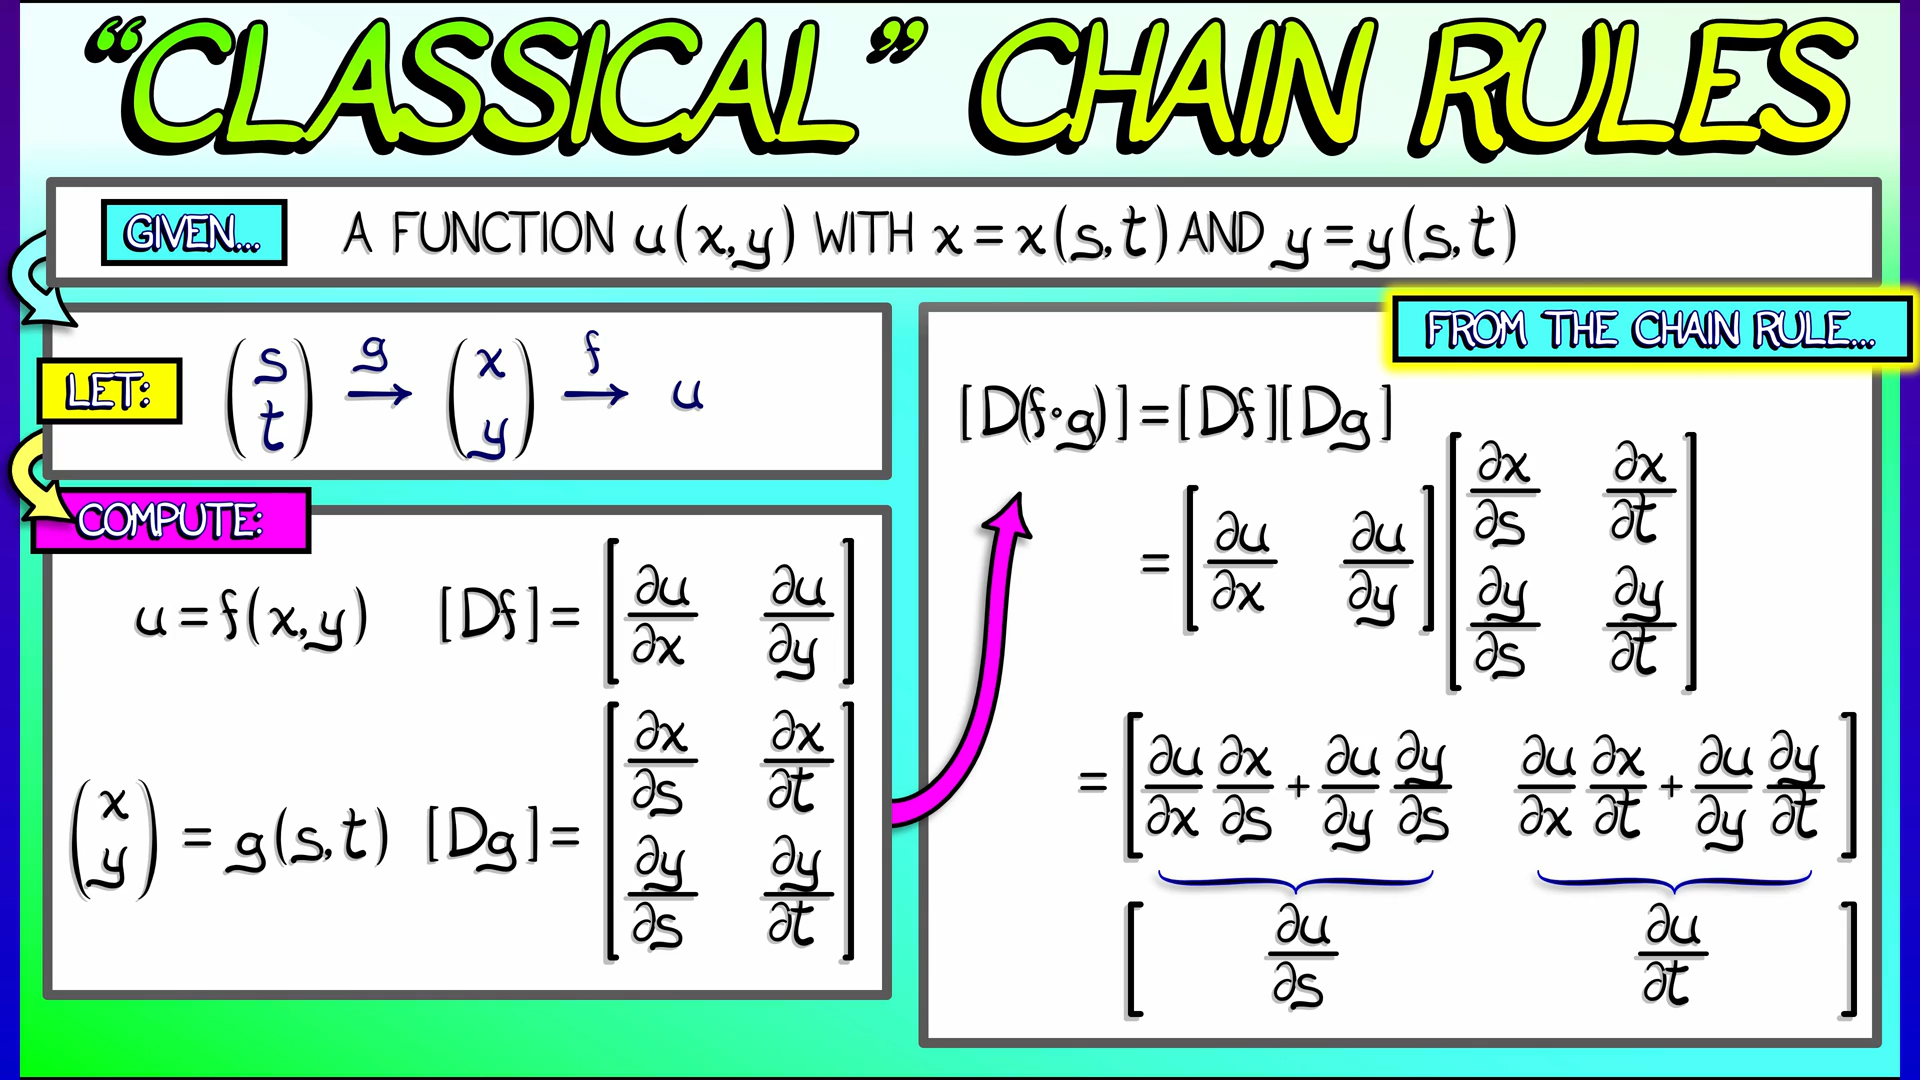 “CLASSICAL” CHAIN RULES
GIVEN... A FUNCTION u(x,y) WITH x = x(s,t) AND y = y(s,t)
LET: (s t) g→ (x y) f→ u
COMPUTE:
u = f(x,y) [Df] = [∂u/∂x ∂u/∂y]
(x y) = g(s,t) [Dg] = [∂x/∂s ∂x/∂t ∂y/∂s ∂y/∂t]
FROM THE CHAIN RULE...
[D(f∘g)] = [Df][Dg]
= [∂u/∂x ∂u/∂y] [∂x/∂s ∂x/∂t ∂y/∂s ∂y/∂t]
= [∂u/∂x ∂x/∂s + ∂u/∂y ∂y/∂s ∂u/∂x ∂x/∂t + ∂u/∂y ∂y/∂t]
[∂u/∂s ∂u/∂t]